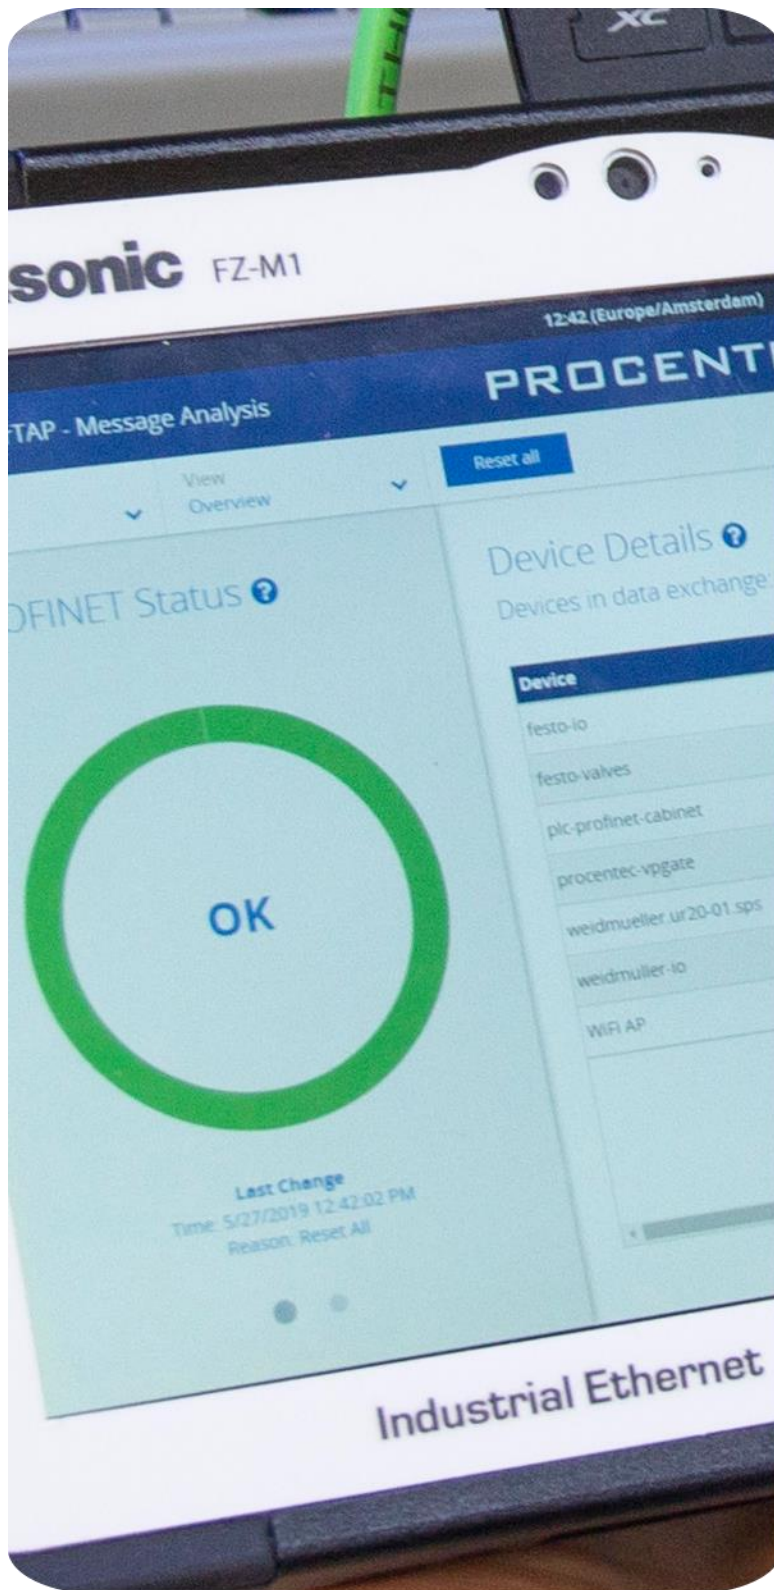 XC
TH
sonic FZ-M1
12:42 (Europe/Amsterdam)
TAP - Message Analysis
PROCENT
View
Overview
Reset all
OFINET Status
Device Details
Devices in data exchange:
Device
festo-io
festo-valves
plc-profinet-cabinet
procentec-vpgate
weidmueller.ur20-01.sps
weidmuller-io
WiFi AP
OK
Last Change
Time: 5/27/2019 12:42:02 PM
Reason: Reset All
Industrial Ethernet